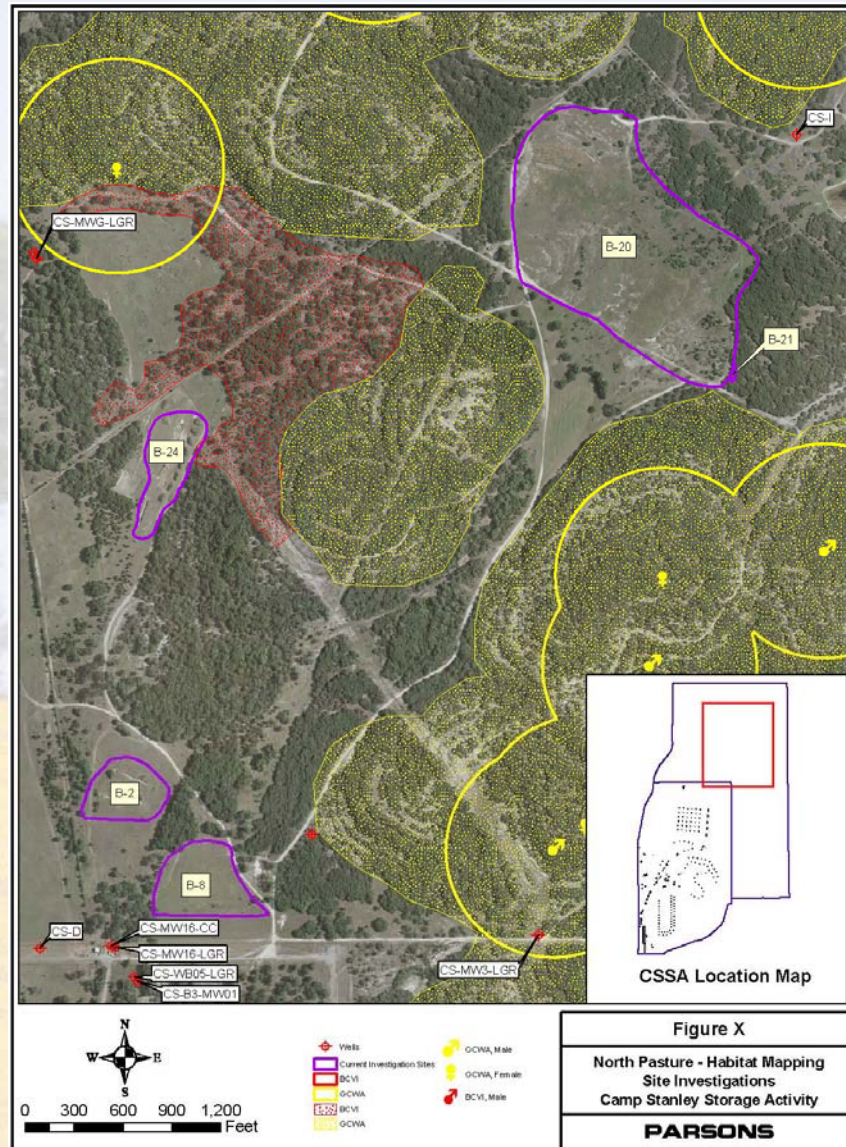 CS-I
CS-MWG-LGR
B-20
B-21
B-24
B-2
B-8
CS-MW16-CC
CS-D
CS-MW16-LGR
CS-MW3-LGR
CS-WB05-LGR
CS-B3-MW01
CSSA Location Map
N
W
E
S
0 300 600 900 1,200
Feet
Wells
Current Investigation Sites
BCVI
GCWA
BCVI
GCWA
GCWA, Male
GCWA, Female
BCVI, Male
Figure X
North Pasture - Habitat Mapping
Site Investigations
Camp Stanley Storage Activity
PARSONS